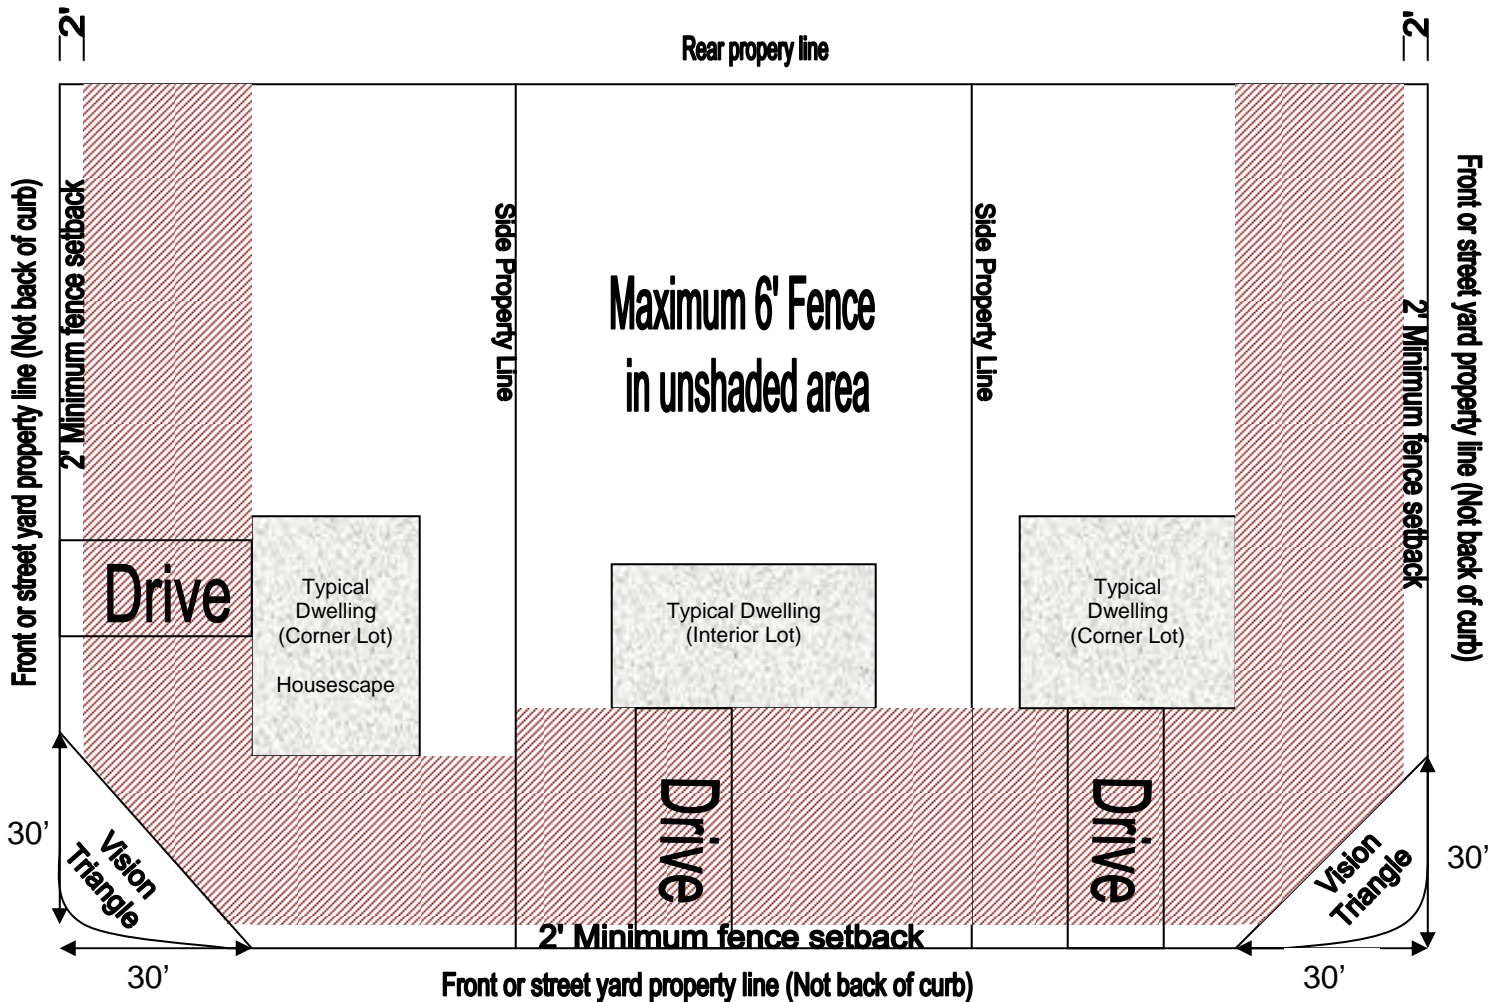 2'
2'
Rear propery line
Front or street yard property line (Not back of curb)
2' Minimum fence setback
Side Property Line
Maximum 6' Fence
in unshaded area
Side Property Line
2' Minimum fence setback
Front or street yard property line (Not back of curb)
Drive
Typical
Dwelling
(Corner Lot)
Housescape
Typical Dwelling
(Interior Lot)
Typical
Dwelling
(Corner Lot)
30’
Vision
Triangle
Drive
Drive
Vision
Triangle
30’
2' Minimum fence setback
30’
Front or street yard property line (Not back of curb)
30’